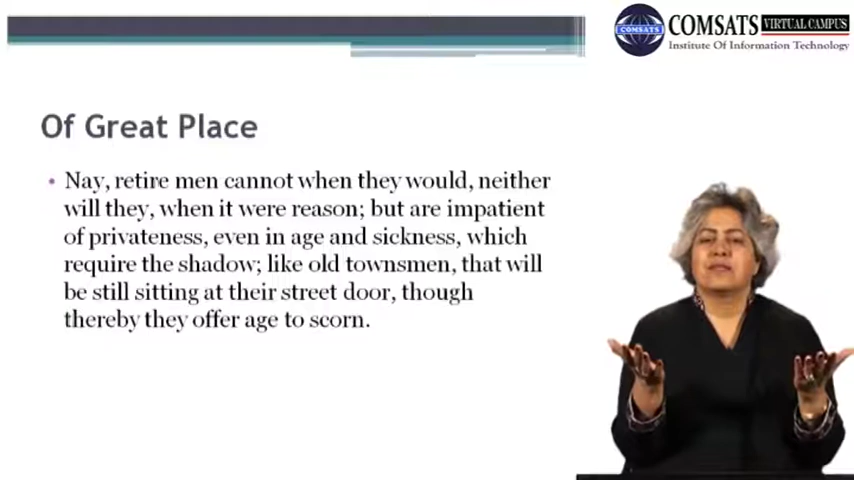 COMSATS VIRTUAL CAMPUS
COMSATS
Institute Of Information Technology
Of Great Place
• Nay, retire men cannot when they would, neither
will they, when it were reason; but are impatient
of privateness, even in age and sickness, which
require the shadow; like old townsmen, that will
be still sitting at their street door, though
thereby they offer age to scorn.